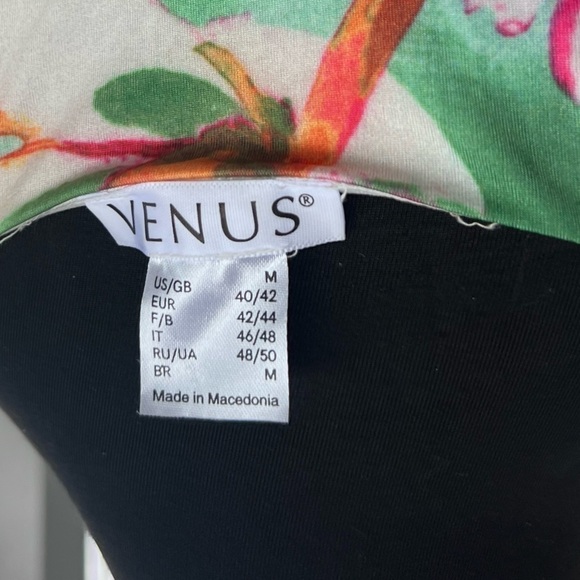 VENUS®
US/GB M
EUR 40/42
F/B 42/44
IT 46/48
RU/UA 48/50
BR M
Made in Macedonia